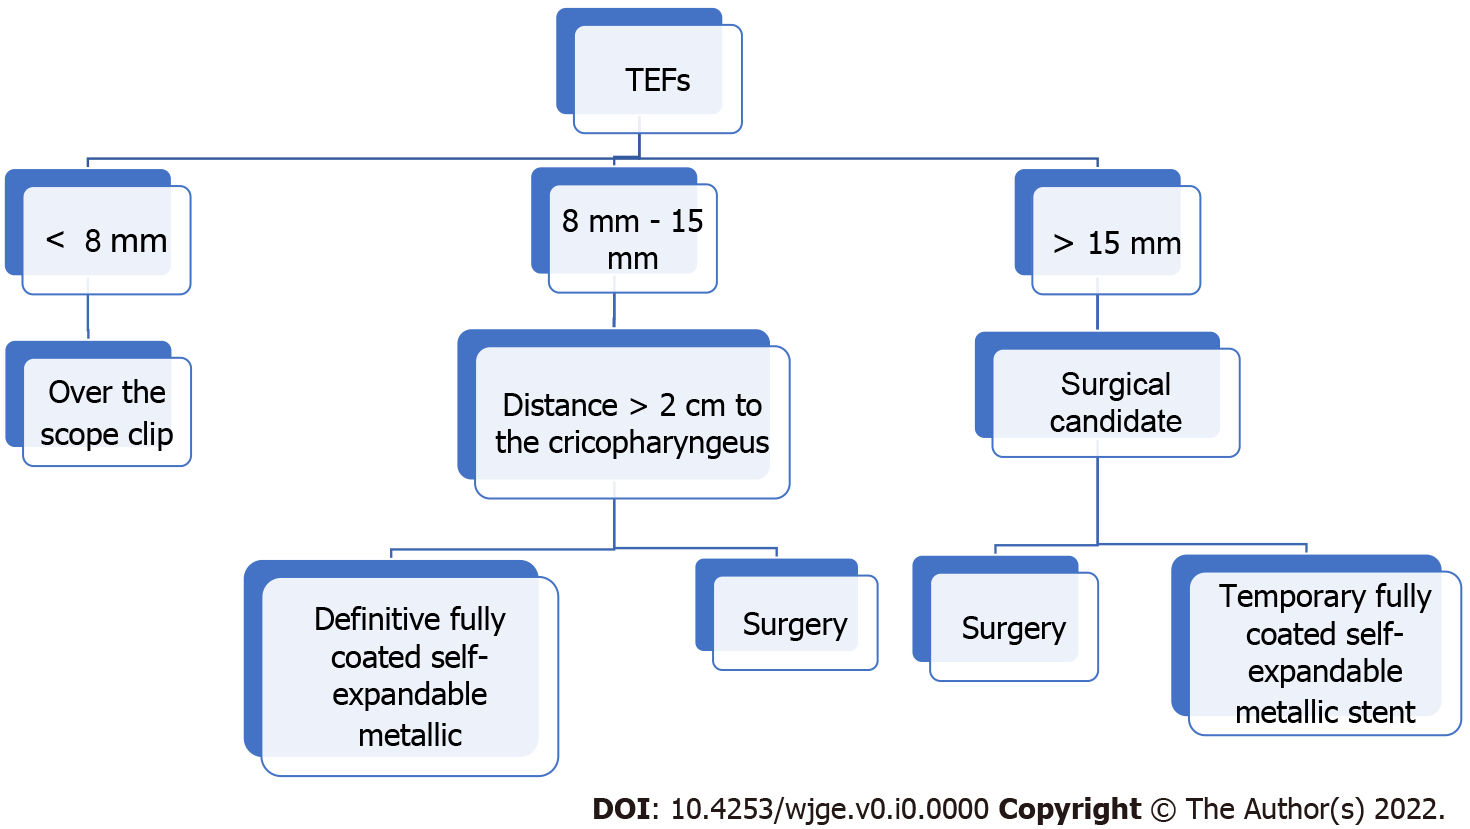 TEFs
< 8 mm
8 mm - 15
mm
> 15 mm
Over the
scope clip
Distance > 2 cm to
the cricopharyngeus
Surgical
candidate
Definitive fully
coated self-
expandable
metallic
Surgery
Surgery
Temporary fully
coated self-
expandable
metallic stent
DOI: 10.4253/wjge.v0.i0.0000 Copyright © The Author(s) 2022.